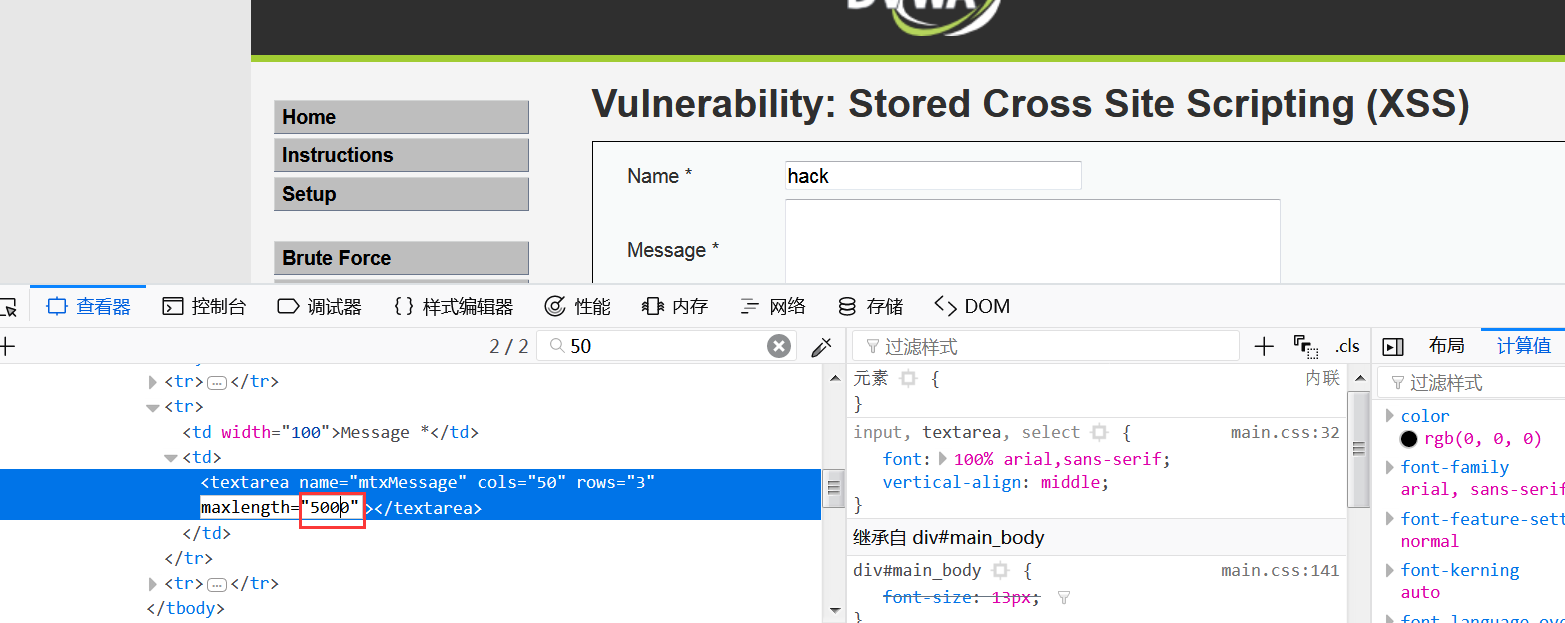 DVWA
Vulnerability: Stored Cross Site Scripting (XSS)
Home
Instructions
Setup
Brute Force
Name *
hack
Message *
查看器
控制台
调试器
{} 样式编辑器
性能
内存
网络
存储
DOM
+
2 / 2
50
过滤样式
+
.cls
布局
计算值
<tr>…</tr>
<tr>
<td width="100">Message *</td>
<td>
<textarea name="mtxMessage" cols="50" rows="3"
maxlength="5000"></textarea>
</td>
</tr>
<tr>…</tr>
</tbody>
元素 {
内联
}
input, textarea, select {
main.css:32
font: 100% arial,sans-serif;
vertical-align: middle;
}
继承自 div#main_body
div#main_body {
main.css:141
font-size: 13px;
}
过滤样式
color
rgb(0, 0, 0)
font-family
arial, sans-serif
font-feature-sett
normal
font-kerning
auto